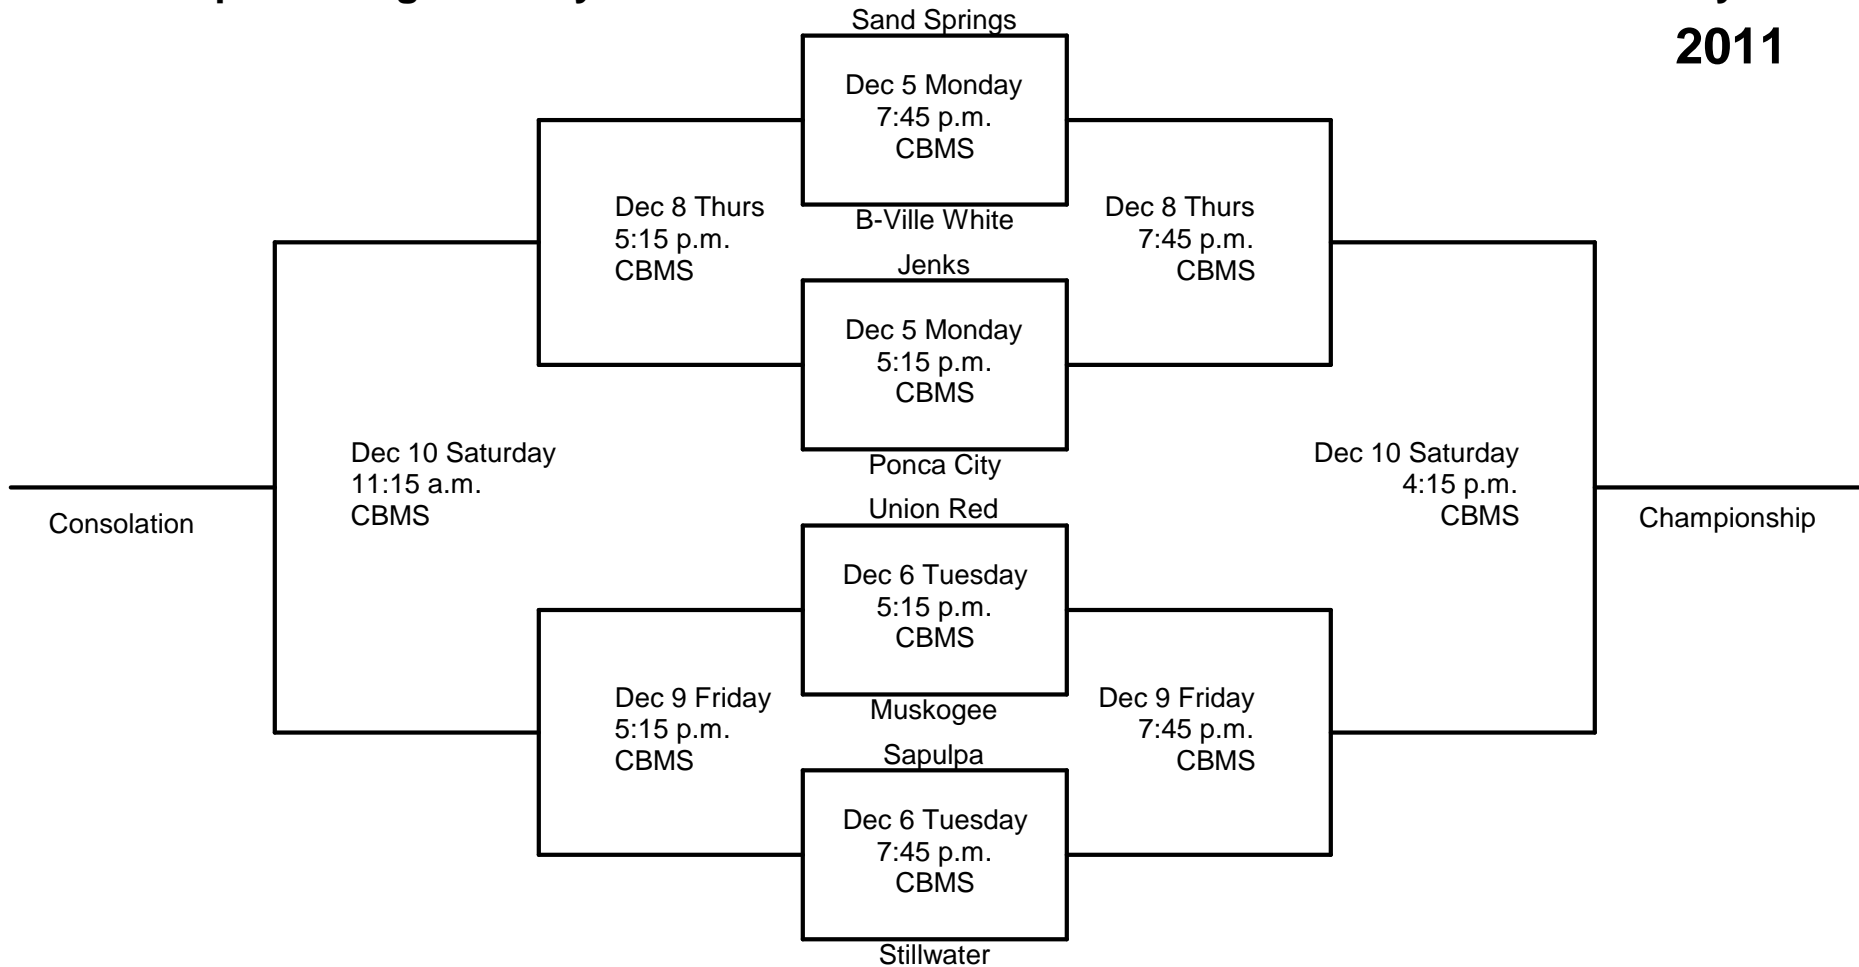 Sand Springs
2011
Dec 5 Monday
7:45 p.m.
CBMS
B-Ville White
Dec 8 Thurs
5:15 p.m.
CBMS
Dec 8 Thurs
7:45 p.m.
CBMS
Jenks
Dec 5 Monday
5:15 p.m.
CBMS
Ponca City
Dec 10 Saturday
11:15 a.m.
CBMS
Dec 10 Saturday
4:15 p.m.
CBMS
Consolation
Championship
Union Red
Dec 6 Tuesday
5:15 p.m.
CBMS
Muskogee
Dec 9 Friday
5:15 p.m.
CBMS
Dec 9 Friday
7:45 p.m.
CBMS
Sapulpa
Dec 6 Tuesday
7:45 p.m.
CBMS
Stillwater